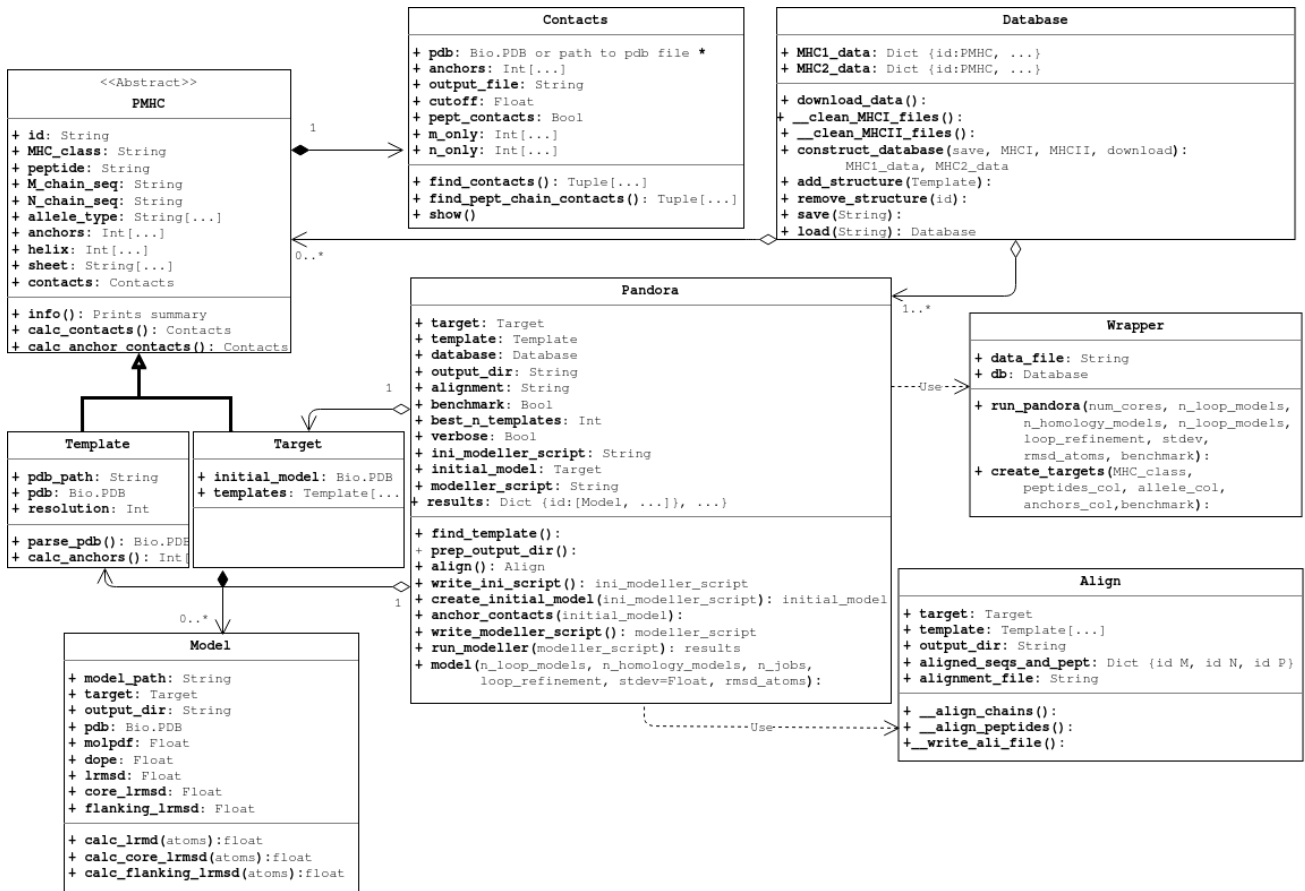 Contacts
+ pdb: Bio.PDB or path to pdb file *
+ anchors: Int[...]
+ output_file: String
+ cutoff: Float
+ pept_contacts: Bool
+ m_only: Int[...]
+ n_only: Int[...]
+ find_contacts(): Tuple[...]
+ find_pept_chain_contacts(): Tuple[...]
+ show()
Database
+ MHC1_data: Dict {id:PMHC, ...}
+ MHC2_data: Dict {id:PMHC, ...}
+ download_data():
+ __clean_MHCI_files():
+ __clean_MHCII_files():
+ construct_database(save, MHCI, MHCII, download):
MHC1_data, MHC2_data
+ add_structure(Template):
+ remove_structure(id):
+ save(String):
+ load(String): Database
<<Abstract>>
PMHC
+ id: String
+ MHC_class: String
+ peptide: String
+ M_chain_seq: String
+ N_chain_seq: String
+ allele_type: String[...]
+ anchors: Int[...]
+ helix: Int[...]
+ sheet: String[...]
+ contacts: Contacts
+ info(): Prints summary
+ calc_contacts(): Contacts
+ calc_anchor_contacts(): Contacts
1
0..*
1..*
Pandora
+ target: Target
+ template: Template
+ database: Database
+ output_dir: String
+ alignment: String
+ benchmark: Bool
+ best_n_templates: Int
+ verbose: Bool
+ ini_modeller_script: String
+ initial_model: Target
+ modeller_script: String
+ results: Dict {id:[Model, ...]}, ...}
+ find_template():
+ prep_output_dir():
+ align(): Align
+ write_ini_script(): ini_modeller_script
+ create_initial_model(ini_modeller_script): initial_model
+ anchor_contacts(initial_model):
+ write_modeller_script(): modeller_script
+ run_modeller(modeller_script): results
+ model(n_loop_models, n_homology_models, n_jobs,
loop_refinement, stdev=Float, rmsd_atoms):
Use
Wrapper
+ data_file: String
+ db: Database
+ run_pandora(num_cores, n_loop_models,
n_homology_models, n_loop_models,
loop_refinement, stdev,
rmsd_atoms, benchmark):
+ create_targets(MHC_class,
peptides_col, allele_col,
anchors_col,benchmark):
1
Template
+ pdb_path: String
+ pdb: Bio.PDB
+ resolution: Int
+ parse_pdb(): Bio.PDB
+ calc_anchors(): Int[
Target
+ initial_model: Bio.PDB
+ templates: Template[...
1
0..*
Model
+ model_path: String
+ target: Target
+ output_dir: String
+ pdb: Bio.PDB
+ molpdf: Float
+ dope: Float
+ lrmsd: Float
+ core_lrmsd: Float
+ flanking_lrmsd: Float
+ calc_lrmd(atoms):float
+ calc_core_lrmsd(atoms):float
+ calc_flanking_lrmsd(atoms):float
Use
Align
+ target: Target
+ template: Template[...]
+ output_dir: String
+ aligned_seqs_and_pept: Dict {id M, id N, id P}
+ alignment_file: String
+ __align_chains():
+ __align_peptides():
+__write_ali_file():